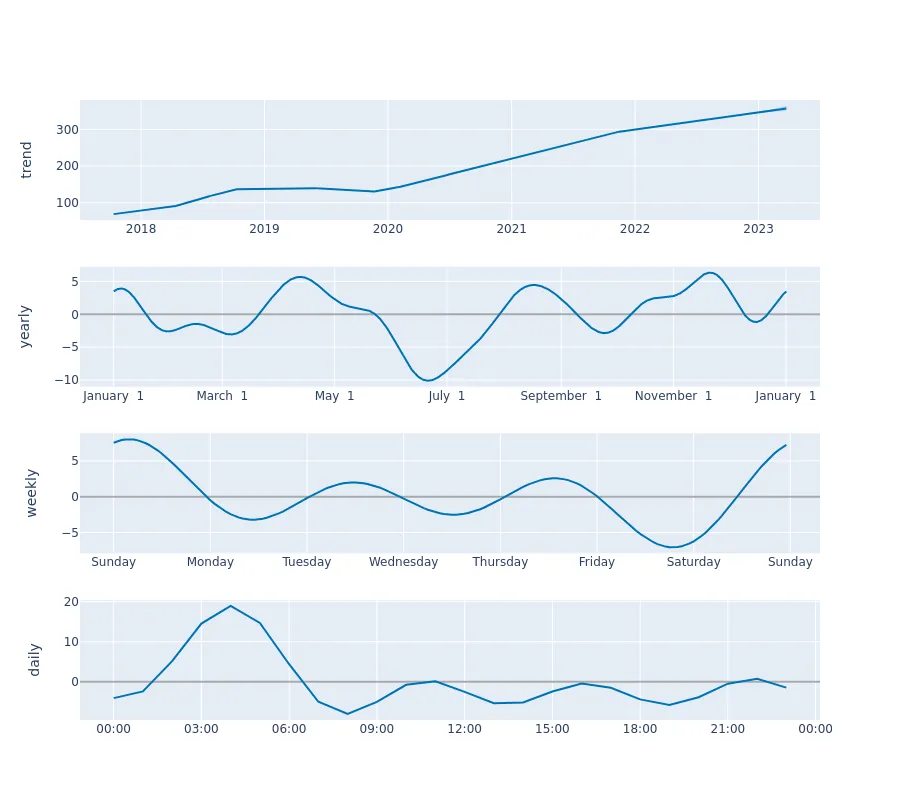 trend
300
200
100
2018 2019 2020 2021 2022 2023
yearly
5
0
−5
−10
January 1 March 1 May 1 July 1 September 1 November 1 January 1
weekly
5
0
−5
Sunday Monday Tuesday Wednesday Thursday Friday Saturday Sunday
daily
20
10
0
00:00 03:00 06:00 09:00 12:00 15:00 18:00 21:00 00:00